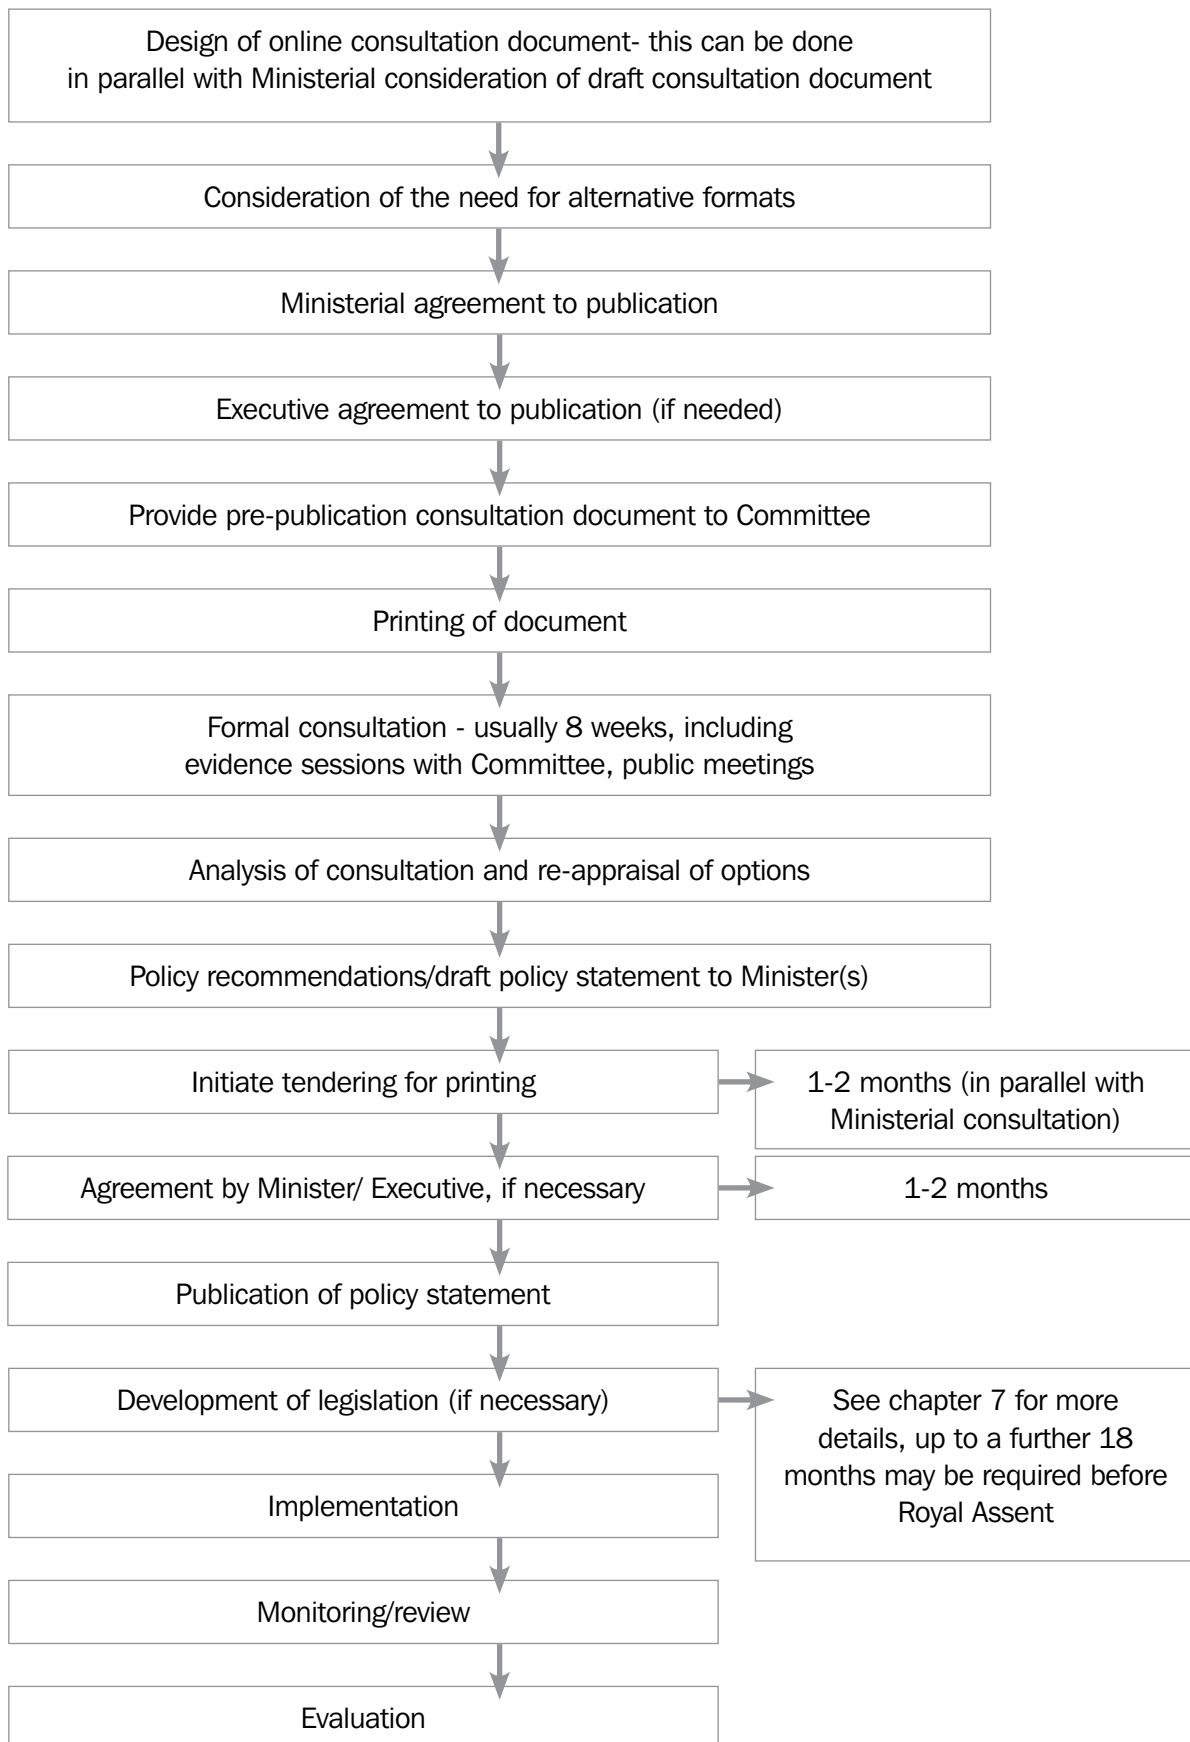 Design of online consultation document- this can be done
in parallel with Ministerial consideration of draft consultation document
Consideration of the need for alternative formats
Ministerial agreement to publication
Executive agreement to publication (if needed)
Provide pre-publication consultation document to Committee
Printing of document
Formal consultation - usually 8 weeks, including
evidence sessions with Committee, public meetings
Analysis of consultation and re-appraisal of options
Policy recommendations/draft policy statement to Minister(s)
Initiate tendering for printing
1-2 months (in parallel with
Ministerial consultation)
Agreement by Minister/ Executive, if necessary
1-2 months
Publication of policy statement
Development of legislation (if necessary)
See chapter 7 for more
details, up to a further 18
months may be required before
Royal Assent
Implementation
Monitoring/review
Evaluation